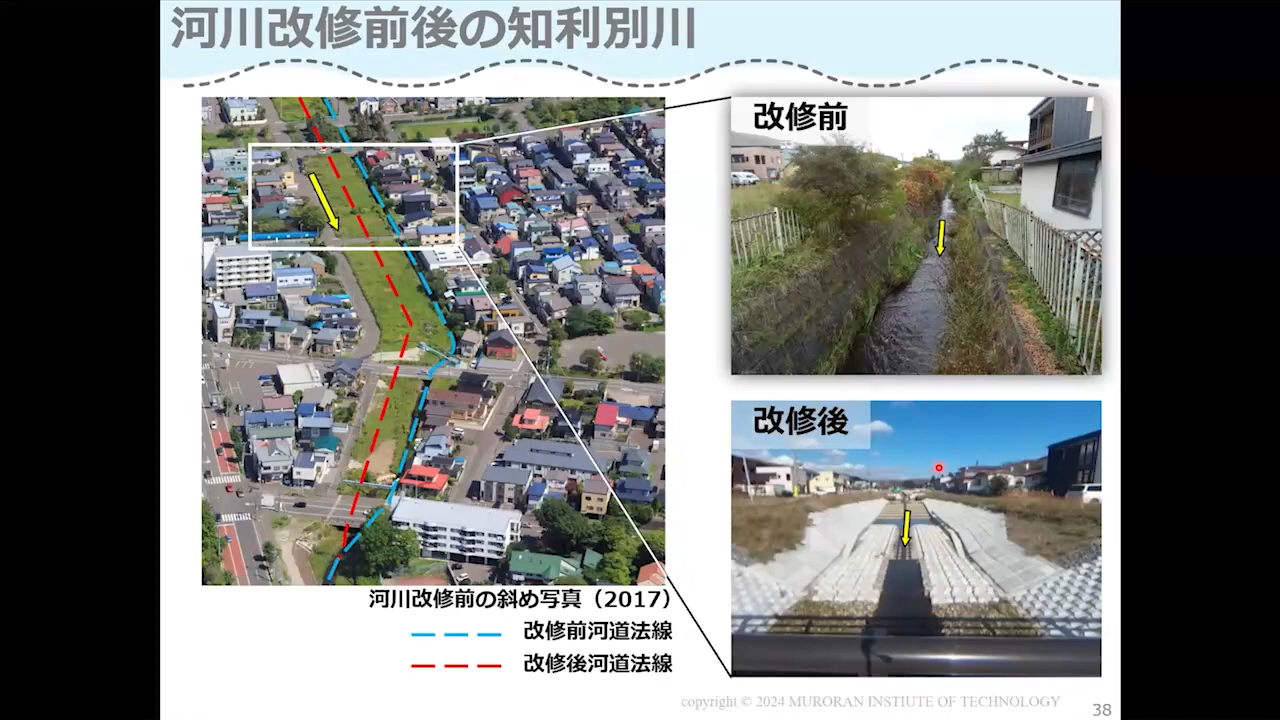 河川改修前後の知利別川
改修前
改修後
河川改修前の斜め写真（2017）
改修前河道法線
改修後河道法線
copyright © 2024 MURORAN INSTIUTE OF TECHNOLOGY
38